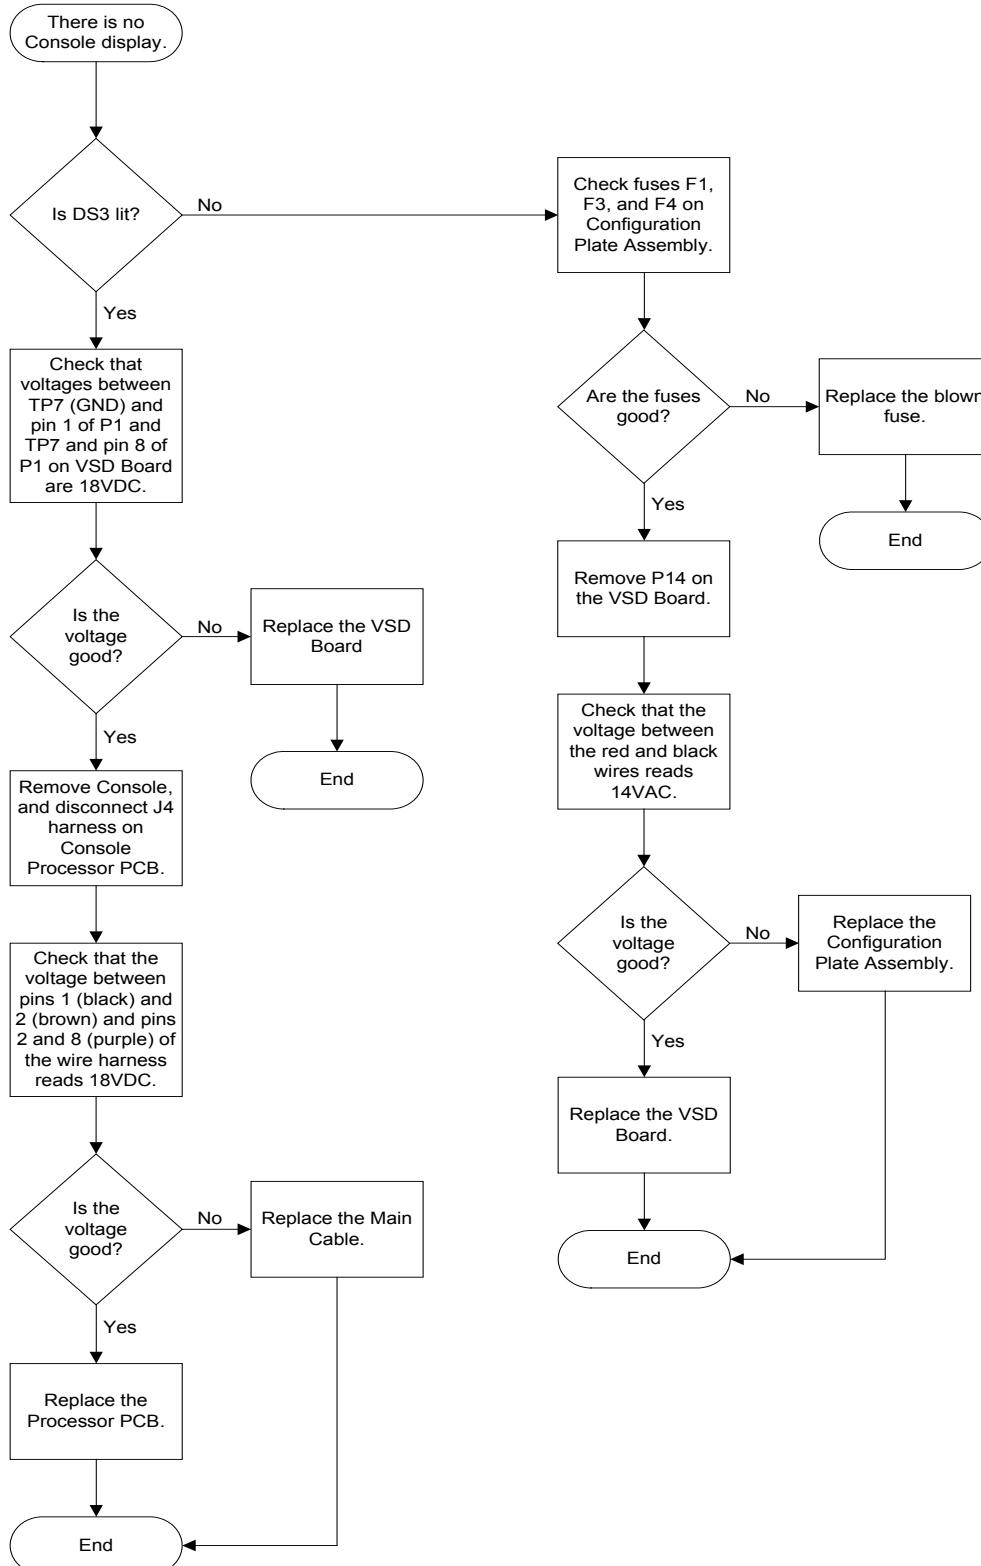 There is no
Console display.
Is DS3 lit?
No
Yes
Check fuses F1,
F3, and F4 on
Configuration
Plate Assembly.
Are the fuses
good?
No
Replace the blown
fuse.
End
Yes
Remove P14 on
the VSD Board.
Check that the
voltage between
the red and black
wires reads
14VAC.
Is the
voltage
good?
No
Replace the
Configuration
Plate Assembly.
Yes
Replace the VSD
Board.
End
Check that
voltages between
TP7 (GND) and
pin 1 of P1 and
TP7 and pin 8 of
P1 on VSD Board
are 18VDC.
Is the
voltage
good?
No
Replace the VSD
Board
End
Yes
Remove Console,
and disconnect J4
harness on
Console
Processor PCB.
Check that the
voltage between
pins 1 (black) and
2 (brown) and pins
2 and 8 (purple) of
the wire harness
reads 18VDC.
Is the
voltage
good?
No
Replace the Main
Cable.
Yes
Replace the
Processor PCB.
End